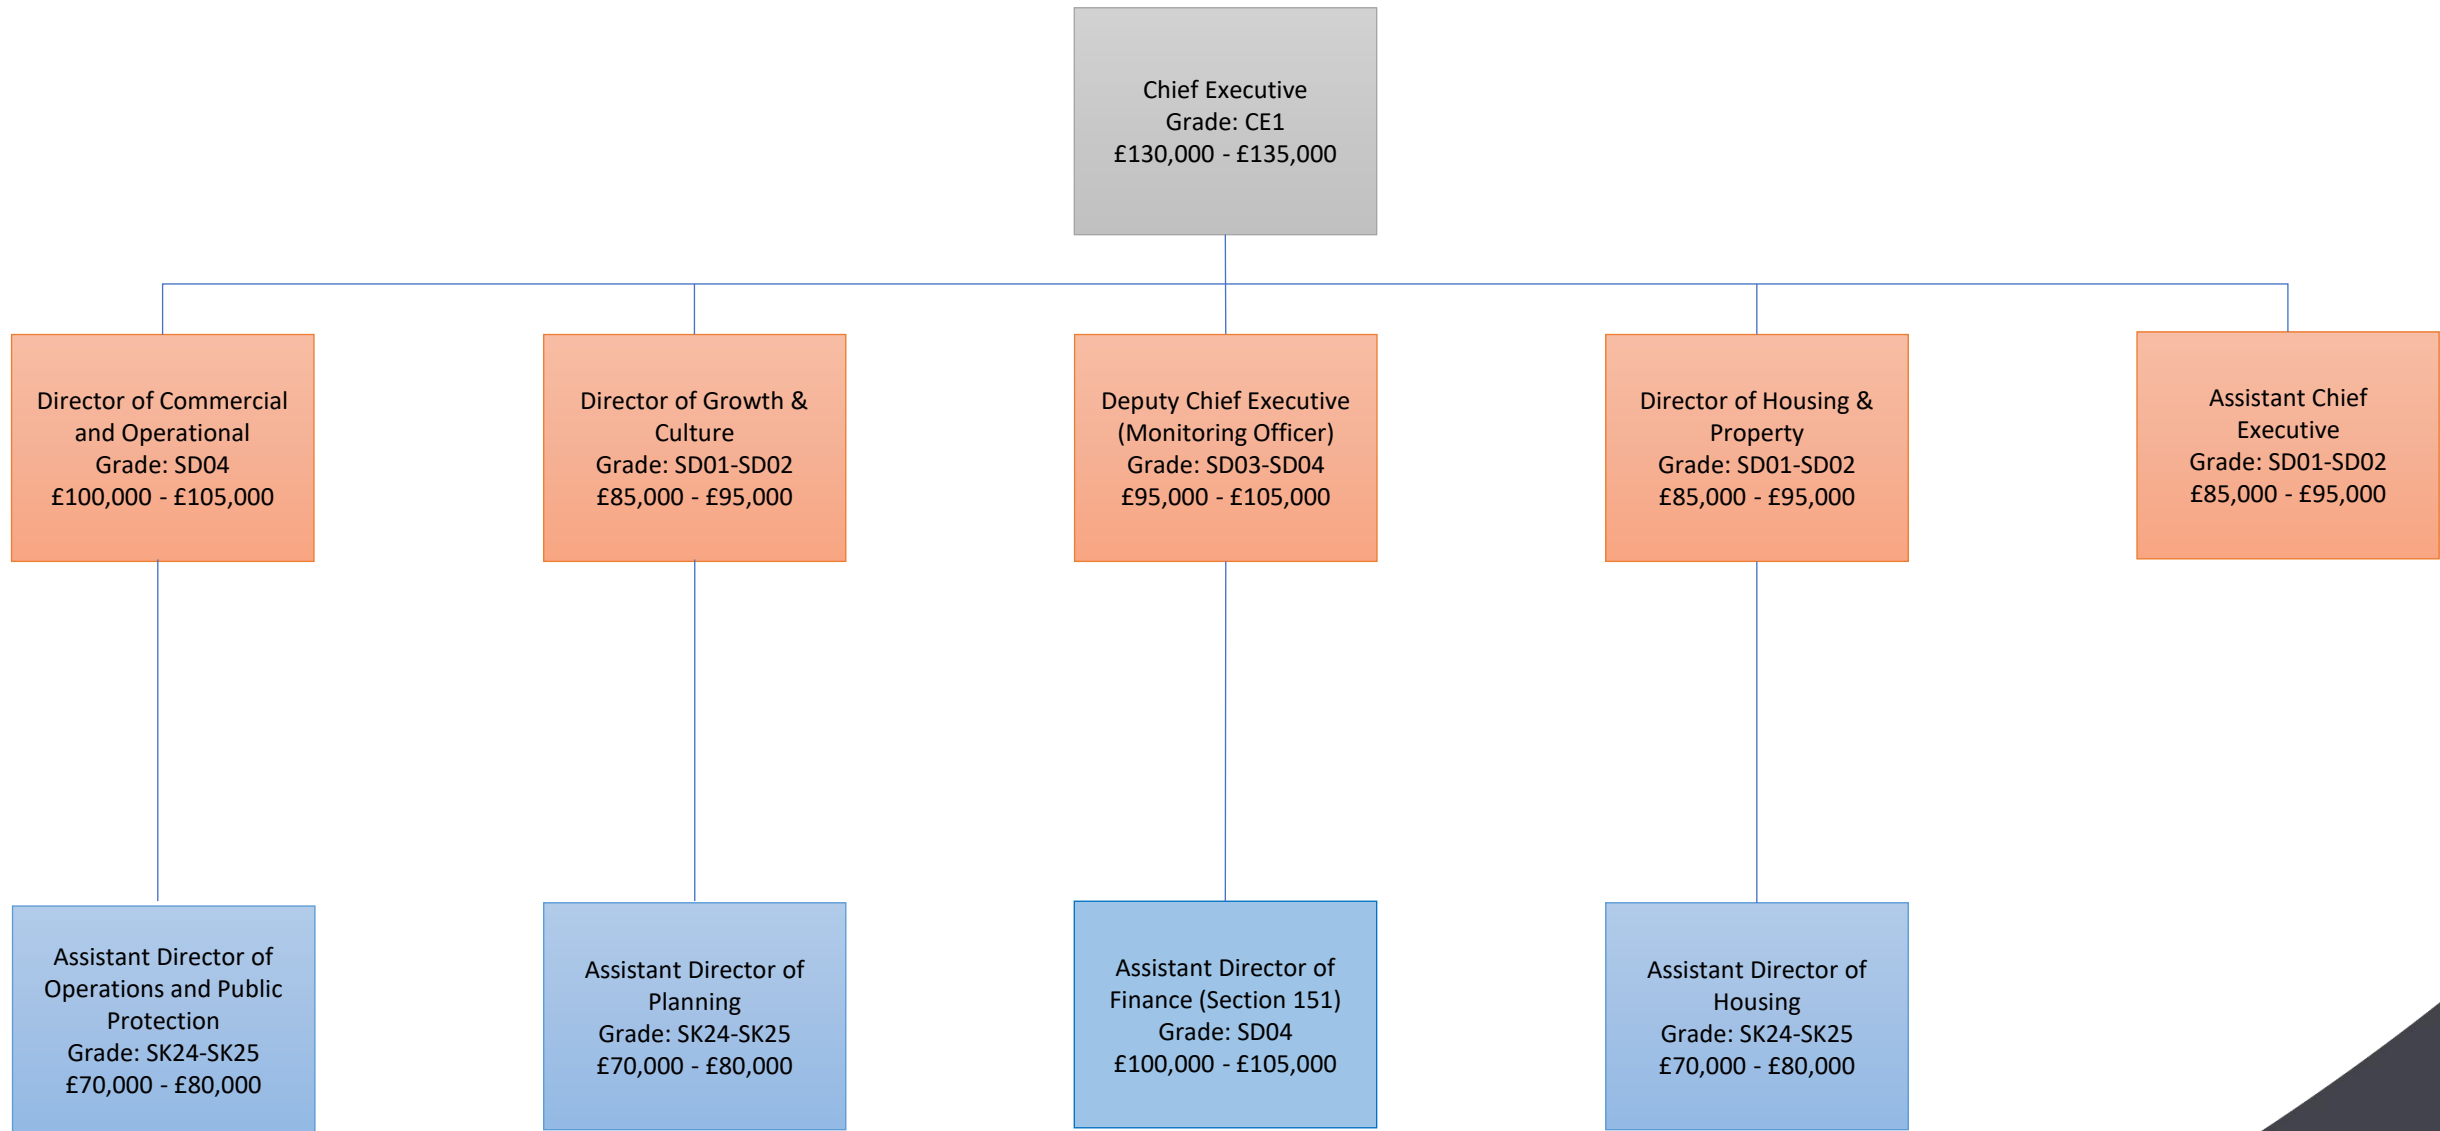 Chief Executive
Grade: CE1
£130,000 - £135,000
Director of Commercial
and Operational
Grade: SD04
£100,000 - £105,000
Director of Growth &
Culture
Grade: SD01-SD02
£85,000 - £95,000
Deputy Chief Executive
(Monitoring Officer)
Grade: SD03-SD04
£95,000 - £105,000
Director of Housing &
Property
Grade: SD01-SD02
£85,000 - £95,000
Assistant Chief
Executive
Grade: SD01-SD02
£85,000 - £95,000
Assistant Director of
Operations and Public
Protection
Grade: SK24-SK25
£70,000 - £80,000
Assistant Director of
Planning
Grade: SK24-SK25
£70,000 - £80,000
Assistant Director of
Finance (Section 151)
Grade: SD04
£100,000 - £105,000
Assistant Director of
Housing
Grade: SK24-SK25
£70,000 - £80,000